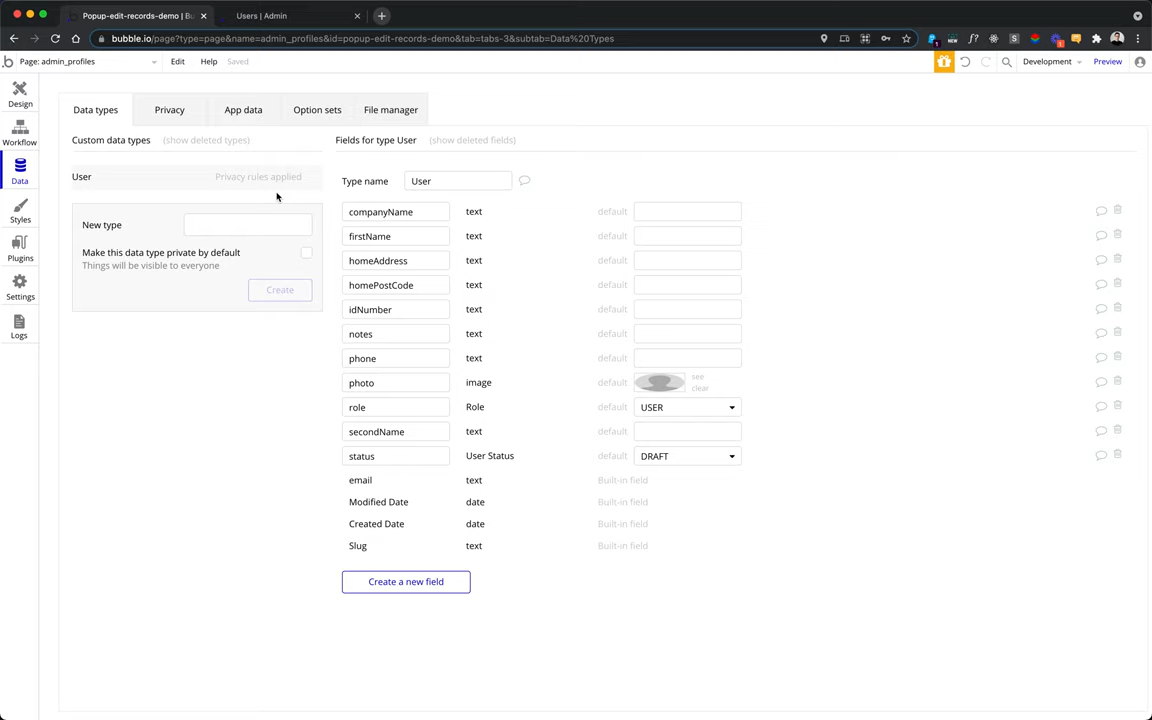 Popup-edit-records-demo | Bu
Users | Admin
bubble.io/page?type=page&name=admin_profiles&id=popup-edit-records-demo&tab=tabs-3&subtab=Data%20Types
Page: admin_profiles Edit Help Saved Development Preview
Design
Workflow
Data
Styles
Plugins
Settings
Logs
Data types Privacy App data Option sets File manager
Custom data types (show deleted types)
User Privacy rules applied
New type
Make this data type private by default
Things will be visible to everyone
Create
Fields for type User (show deleted fields)
Type name User
companyName text default
firstName text default
homeAddress text default
homePostCode text default
idNumber text default
notes text default
phone text default
photo image default see
clear
role Role default USER
secondName text default
status User Status default DRAFT
email text Built-in field
Modified Date date Built-in field
Created Date date Built-in field
Slug text Built-in field
Create a new field